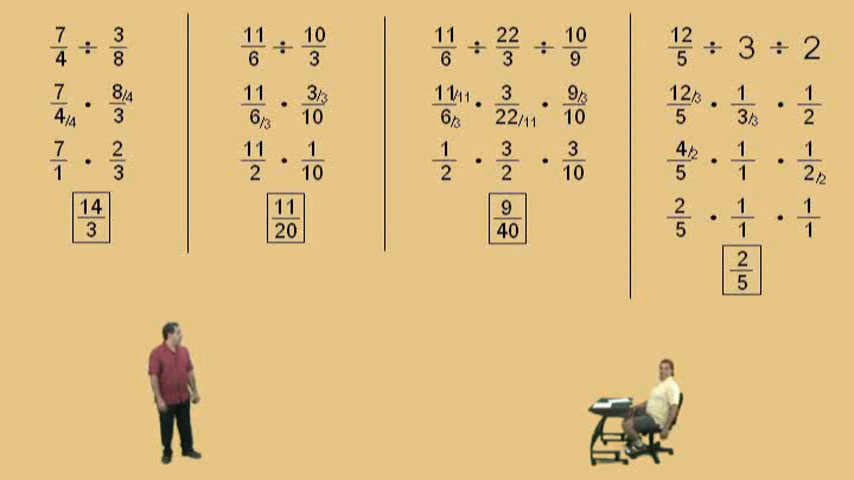 7/4 ÷ 3/8
7/4/4 · 8/4/3
7/1 · 2/3
14/3
11/6 ÷ 10/3
11/6/3 · 3/3/10
11/2 · 1/10
11/20
11/6 ÷ 22/3 ÷ 10/9
11/11/6/3 · 3/22/11 · 9/3/10
1/2 · 3/2 · 3/10
9/40
12/5 ÷ 3 ÷ 2
12/3/5 · 1/3/3 · 1/2
4/2/5 · 1/1 · 1/2/2
2/5 · 1/1 · 1/1
2/5